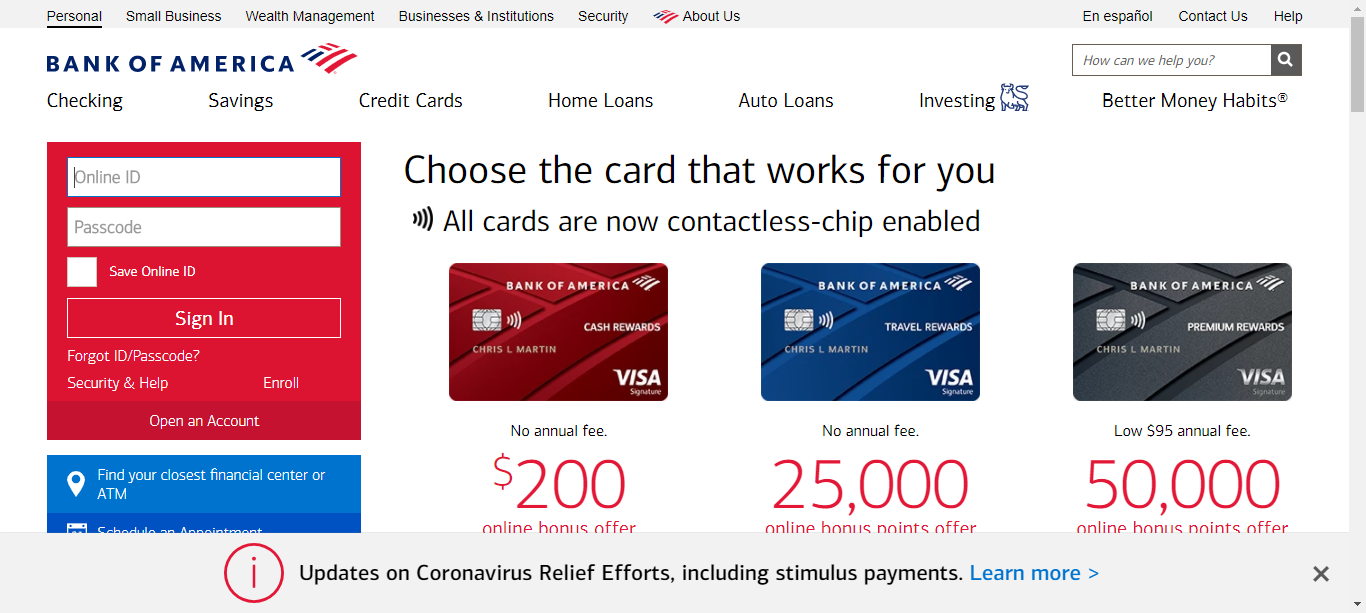 Personal Small Business Wealth Management Businesses & Institutions Security About Us En español Contact Us Help
BANK OF AMERICA
How can we help you?
Checking Savings Credit Cards Home Loans Auto Loans Investing Better Money Habits®
Online ID
Passcode
Save Online ID
Sign In
Forgot ID/Passcode?
Security & Help Enroll
Open an Account
Find your closest financial center or
ATM
Schedule an Appointment
Choose the card that works for you
All cards are now contactless-chip enabled
BANK OF AMERICA
CASH REWARDS
CHRIS L MARTIN
VISA
Signature
No annual fee.
$200
online bonus offer
BANK OF AMERICA
TRAVEL REWARDS
CHRIS L MARTIN
VISA
Signature
No annual fee.
25,000
online bonus points offer
BANK OF AMERICA
PREMIUM REWARDS
CHRIS L MARTIN
VISA
Signature
Low $95 annual fee.
50,000
online bonus points offer
Updates on Coronavirus Relief Efforts, including stimulus payments. Learn more >